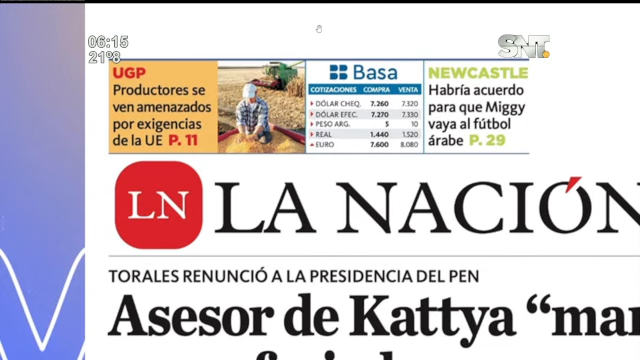 06:15
21°8
SNT
UGP
Productores se
ven amenazados
por exigencias
de la UE P. 11
Basa
COTIZACIONES COMPRA VENTA
DÓLAR CHEQ. 7.260 7.320
DÓLAR EFEC. 7.270 7.330
PESO ARG. 5 10
REAL 1.440 1.520
EURO 7.600 8.080
NEWCASTLE
Habría acuerdo
para que Miggy
vaya al fútbol
árabe P. 29
LN LA NACIÓN
TORALES RENUNCIÓ A LA PRESIDENCIA DEL PEN
Asesor de Kattya “